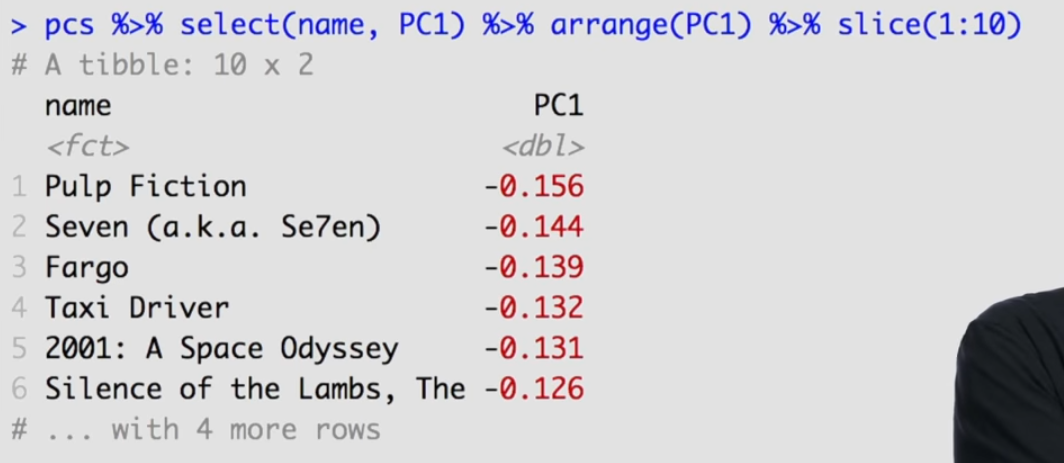 > pcs %>% select(name, PC1) %>% arrange(PC1) %>% slice(1:10)
# A tibble: 10 x 2
name PC1
<fct> <dbl>
1 Pulp Fiction -0.156
2 Seven (a.k.a. Se7en) -0.144
3 Fargo -0.139
4 Taxi Driver -0.132
5 2001: A Space Odyssey -0.131
6 Silence of the Lambs, The -0.126
# ... with 4 more rows